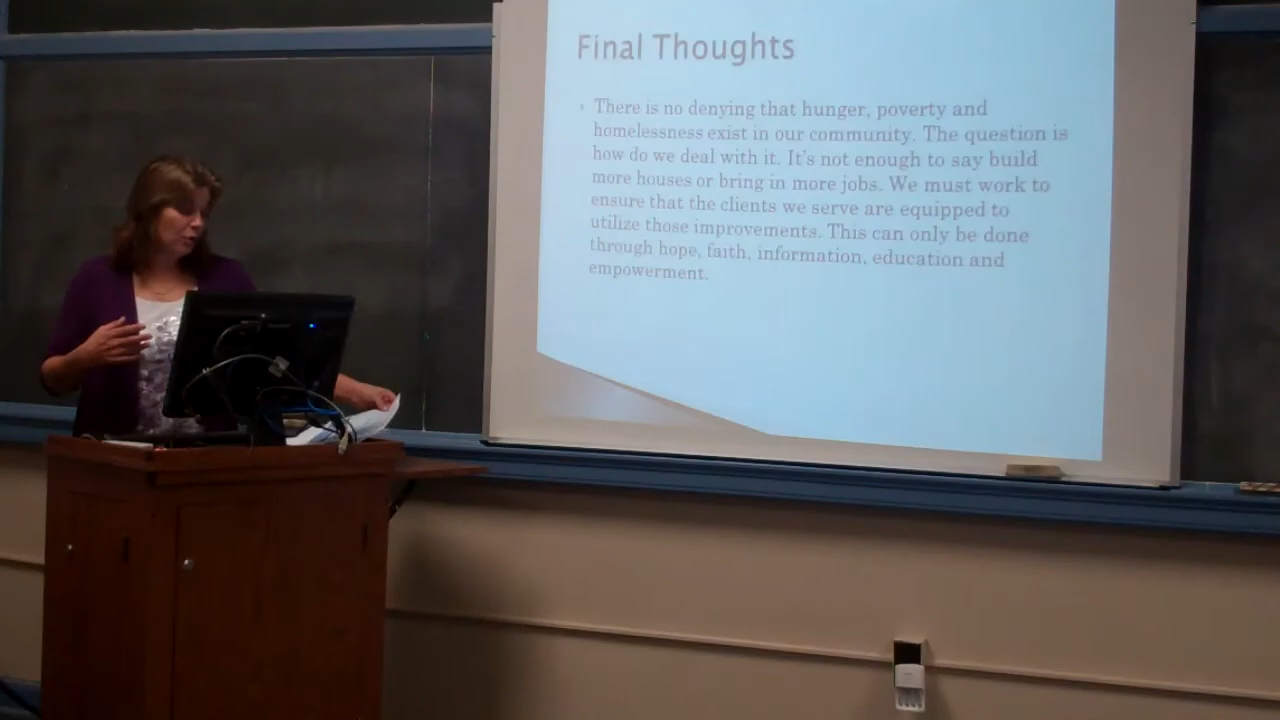 Final Thoughts
There is no denying that hunger, poverty and
homelessness exist in our community. The question is
how do we deal with it. It's not enough to say build
more houses or bring in more jobs. We must work to
ensure that the clients we serve are equipped to
utilize those improvements. This can only be done
through hope, faith, information, education and
empowerment.